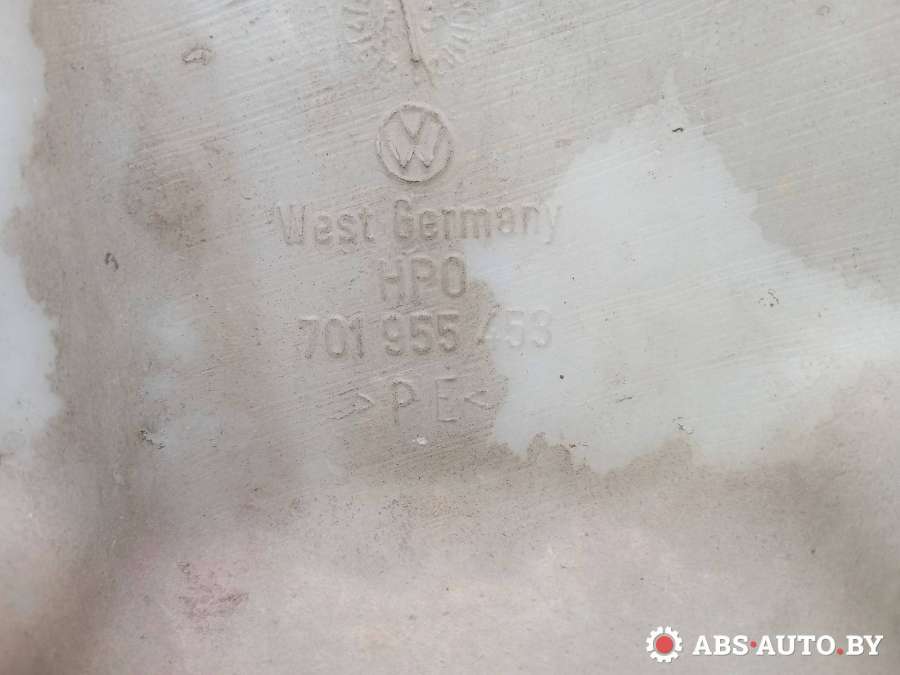 West Germany
HPO
701 955 453
>PE<
ABS-AUTO.BY